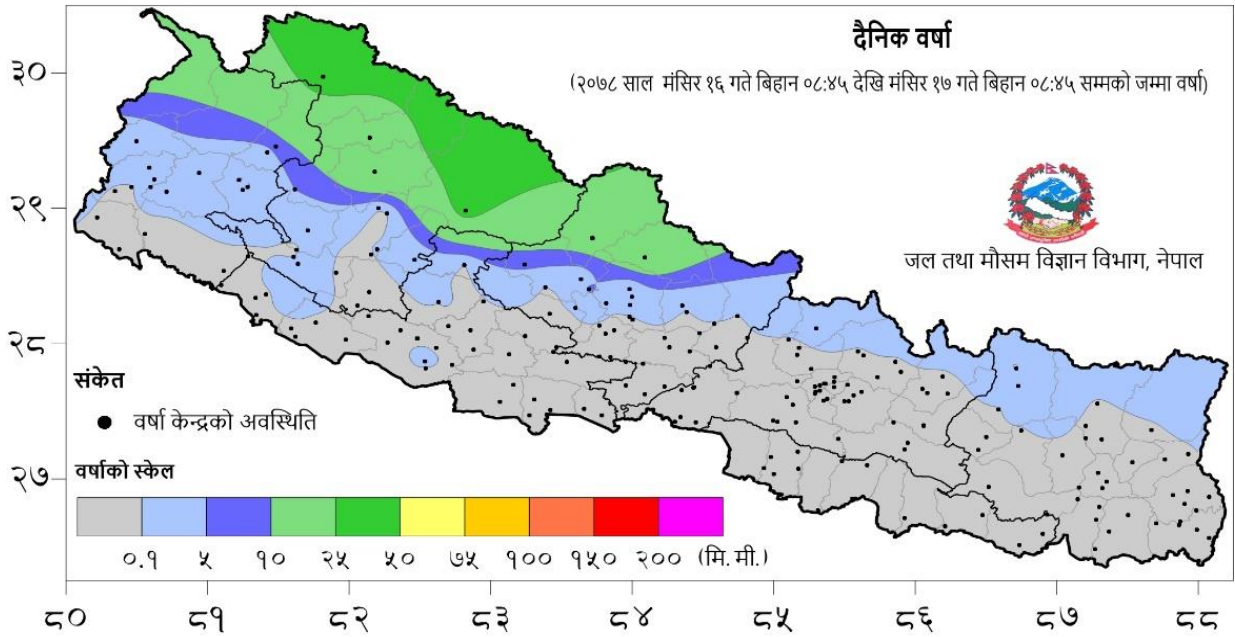 दैनिक वर्षा
(२०७८ साल मंसिर १६ गते बिहान ०८:४५ देखि मंसिर १७ गते बिहान ०८:४५ सम्मको जम्मा वर्षा)
जल तथा मौसम विज्ञान विभाग, नेपाल
३०
२९
२८
२७
संकेत
वर्षा केन्द्रको अवस्थिति
वर्षाको स्केल
०.१ ५ १० २५ ५० ७५ १०० १५० २०० (मि. मी.)
८० ८१ ८२ ८३ ८४ ८५ ८६ ८७ ८८